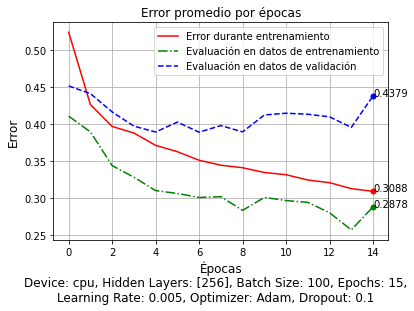 Error promedio por épocas
Error durante entrenamiento
Evaluación en datos de entrenamiento
Evaluación en datos de validación
Error
0.50
0.45
0.40
0.35
0.30
0.25
0.4379
0.3088
0.2878
0 2 4 6 8 10 12 14
Épocas
Device: cpu, Hidden Layers: [256], Batch Size: 100, Epochs: 15,
Learning Rate: 0.005, Optimizer: Adam, Dropout: 0.1